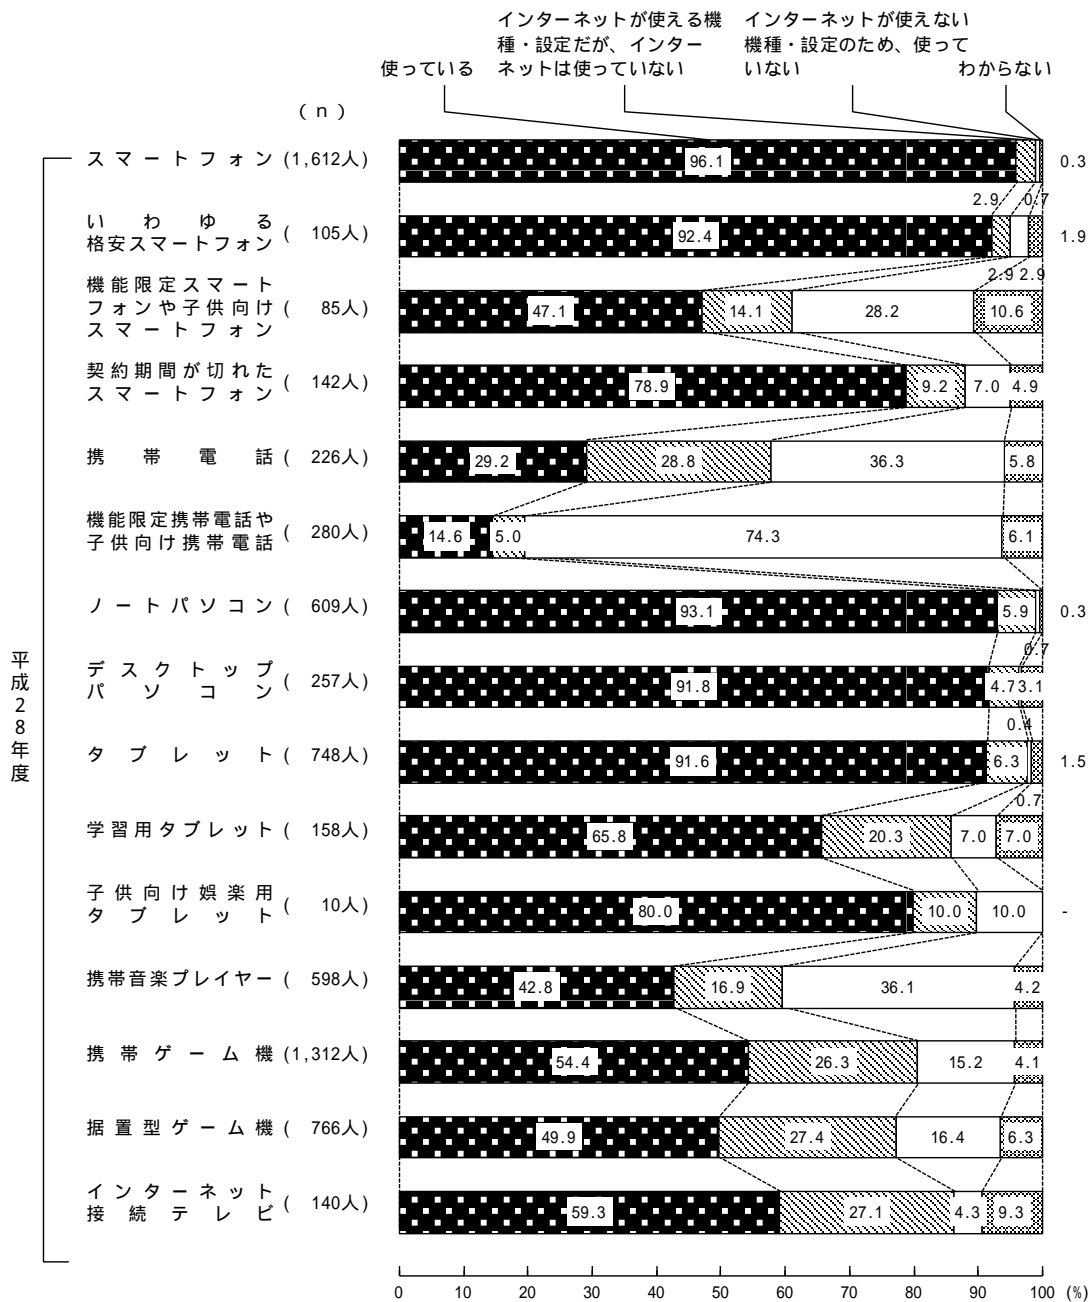 インターネットが使える機
種・設定だが、インター
ネットは使っていない
インターネットが使えない
機種・設定のため、使って
いない
使っている
わからない
(n)
平成28年度
スマートフォン (1,612人) 96.1 2.9 0.7 0.3
いわゆる
格安スマートフォン ( 105人) 92.4 2.9 2.9 1.9
機能限定スマート
フォンや子供向け ( 85人) 47.1 14.1 28.2 10.6
スマートフォン
契約期間が切れた
スマートフォン ( 142人) 78.9 9.2 7.0 4.9
携帯電話 ( 226人) 29.2 28.8 36.3 5.8
機能限定携帯電話や
子供向け携帯電話 ( 280人) 14.6 5.0 74.3 6.1
ノートパソコン ( 609人) 93.1 5.9 0.7 0.3
デスクトップ
パソコン ( 257人) 91.8 4.7 0.4 3.1
タブレット ( 748人) 91.6 6.3 0.7 1.5
学習用タブレット ( 158人) 65.8 20.3 7.0 7.0
子供向け娯楽用
タブレット ( 10人) 80.0 10.0 10.0 -
携帯音楽プレイヤー ( 598人) 42.8 16.9 36.1 4.2
携帯ゲーム機 (1,312人) 54.4 26.3 15.2 4.1
据置型ゲーム機 ( 766人) 49.9 27.4 16.4 6.3
インターネット
接続テレビ ( 140人) 59.3 27.1 4.3 9.3
0 10 20 30 40 50 60 70 80 90 100 (%)